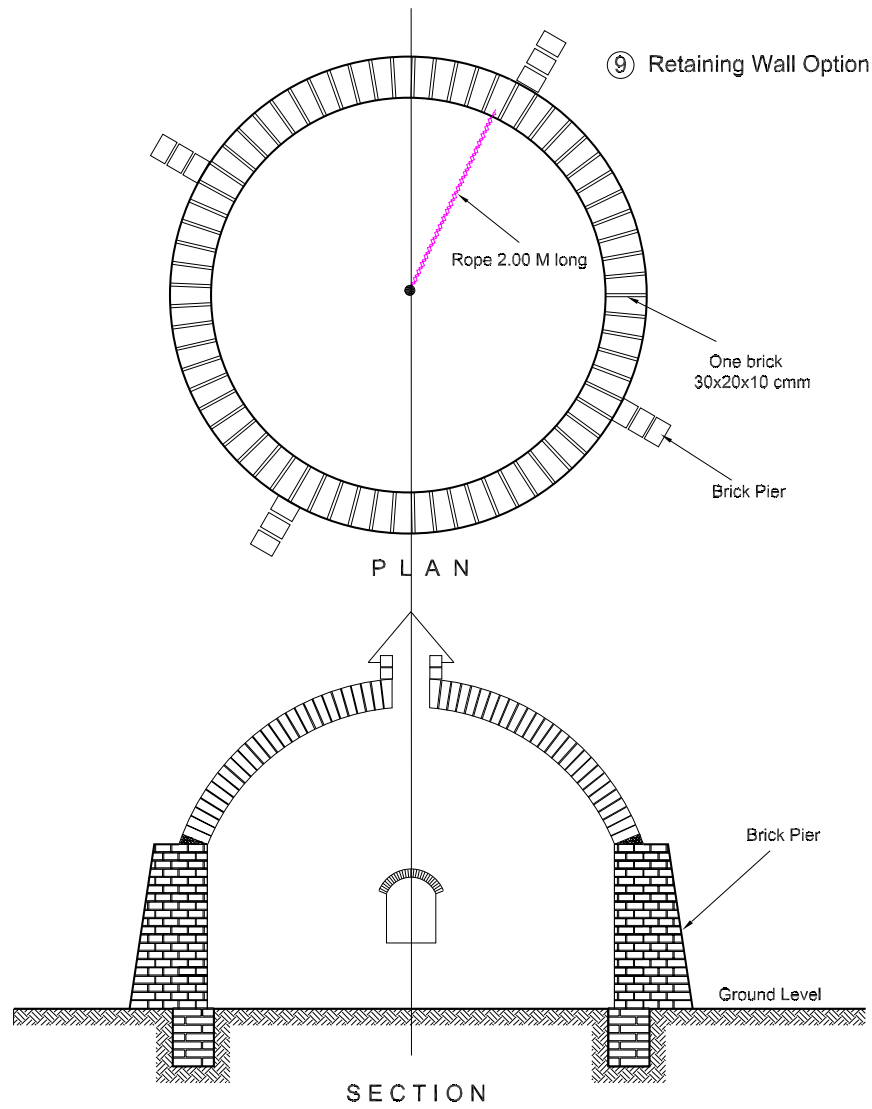 ⑨ Retaining Wall Option
Rope 2.00 M long
One brick
30x20x10 cmm
Brick Pier
PLAN
Brick Pier
Ground Level
SECTION